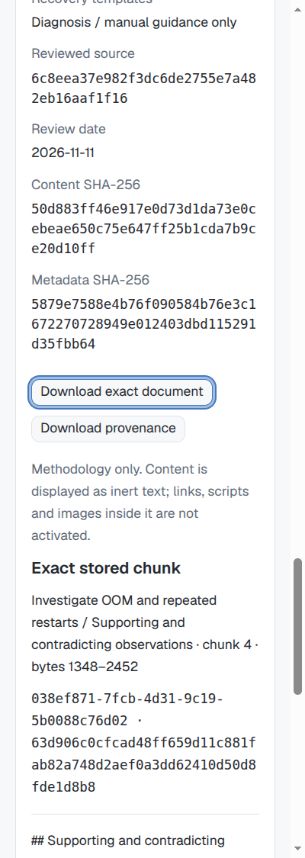 Recovery templates
Diagnosis / manual guidance only
Reviewed source
6c8eea37e982f3dc6de2755e7a48
2eb16aaf1f16
Review date
2026-11-11
Content SHA-256
50d883ff46e917e0d73d1da73e0c
ebeae650c75e647ff25b1cda7b9c
e20d10ff
Metadata SHA-256
5879e7588e4b76f090584b76e3c1
672270728949e012403dbd115291
d35fbb64
Download exact document
Download provenance
Methodology only. Content is
displayed as inert text; links, scripts
and images inside it are not
activated.
Exact stored chunk
Investigate OOM and repeated
restarts / Supporting and
contradicting observations · chunk 4 ·
bytes 1348–2452
038ef871-7fcb-4d31-9c19-
5b0088c76d02 ·
63d906c0cfcad48ff659d11c881f
ab82a748d2aef0a3dd62410d50d8
fde1d8b8
## Supporting and contradicting